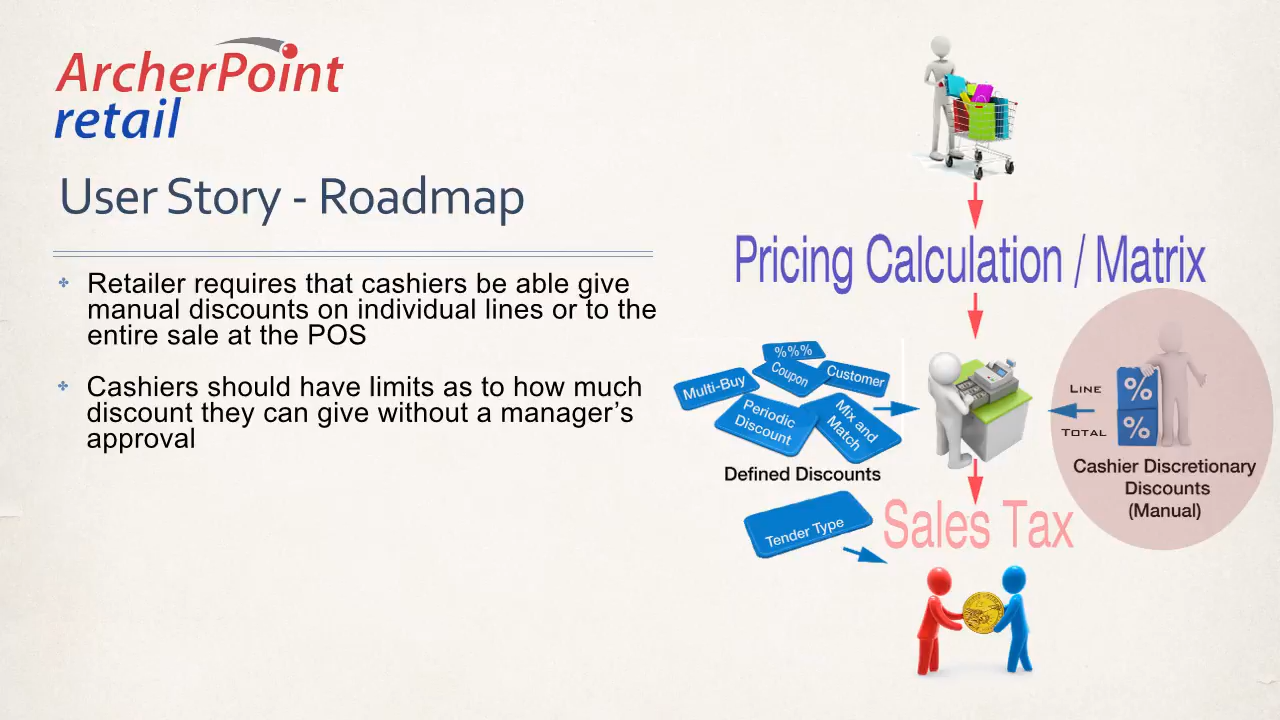 ArcherPoint
retail
User Story - Roadmap
Retailer requires that cashiers be able give
manual discounts on individual lines or to the
entire sale at the POS
Cashiers should have limits as to how much
discount they can give without a manager’s
approval
Pricing Calculation / Matrix
%%%
Multi-Buy
Coupon
Customer
Periodic
Discount
Mix and
Match
Defined Discounts
Line
Total
%
%
Cashier Discretionary
Discounts
(Manual)
Tender Type
Sales Tax